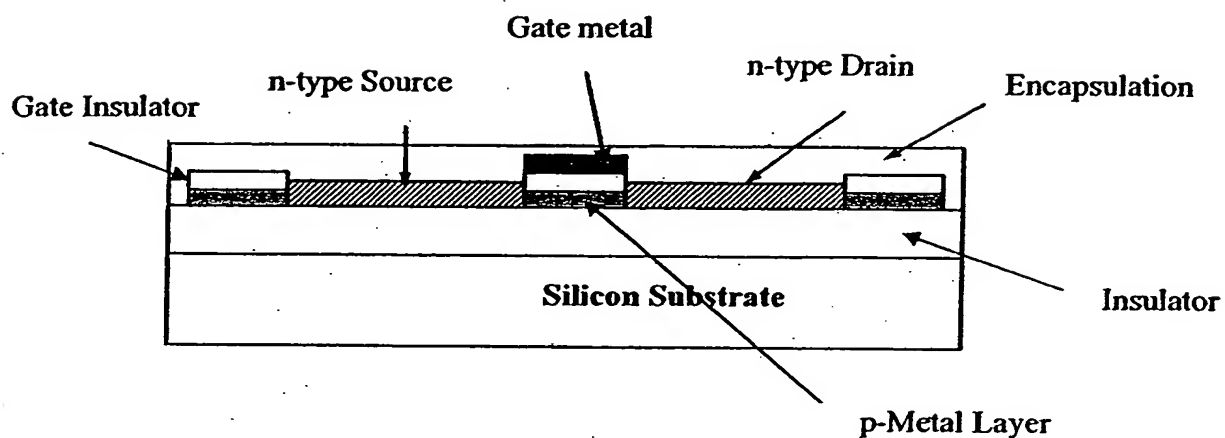 Gate metal
n-type Source
n-type Drain
Gate Insulator
Encapsulation
Silicon Substrate
Insulator
p-Metal Layer